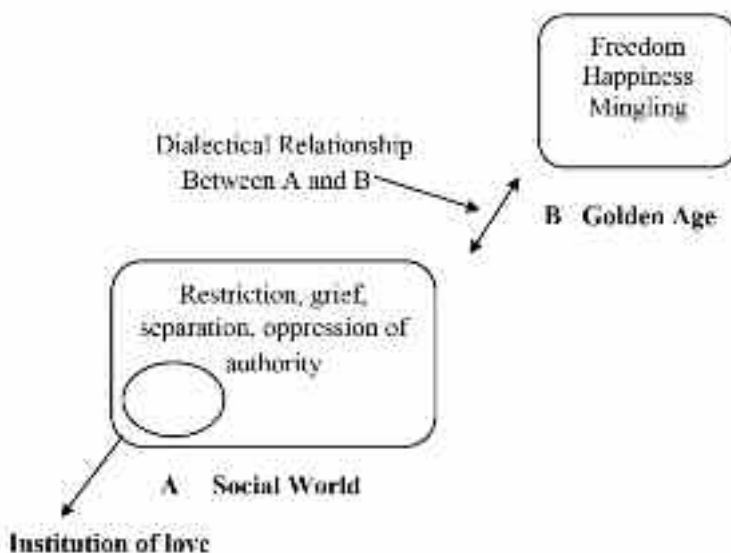 Freedom
Happiness
Mingling
Dialectical Relationship
Between A and B
B Golden Age
Restriction, grief,
separation, oppression of
authority
A Social World
Institution of love